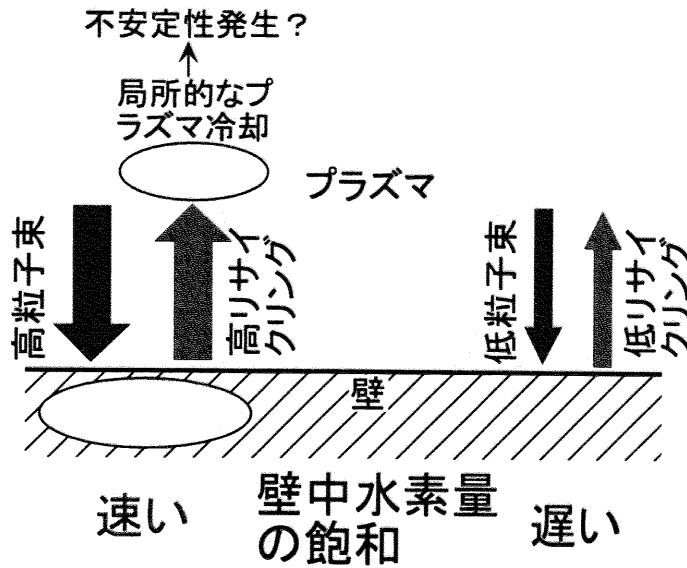 不安定性発生？
局所的なプ
ラズマ冷却
プラズマ
高粒子束
高リサイ
クリング
低粒子束
低リサイ
クリング
壁
速い
壁中水素量
の飽和
遅い